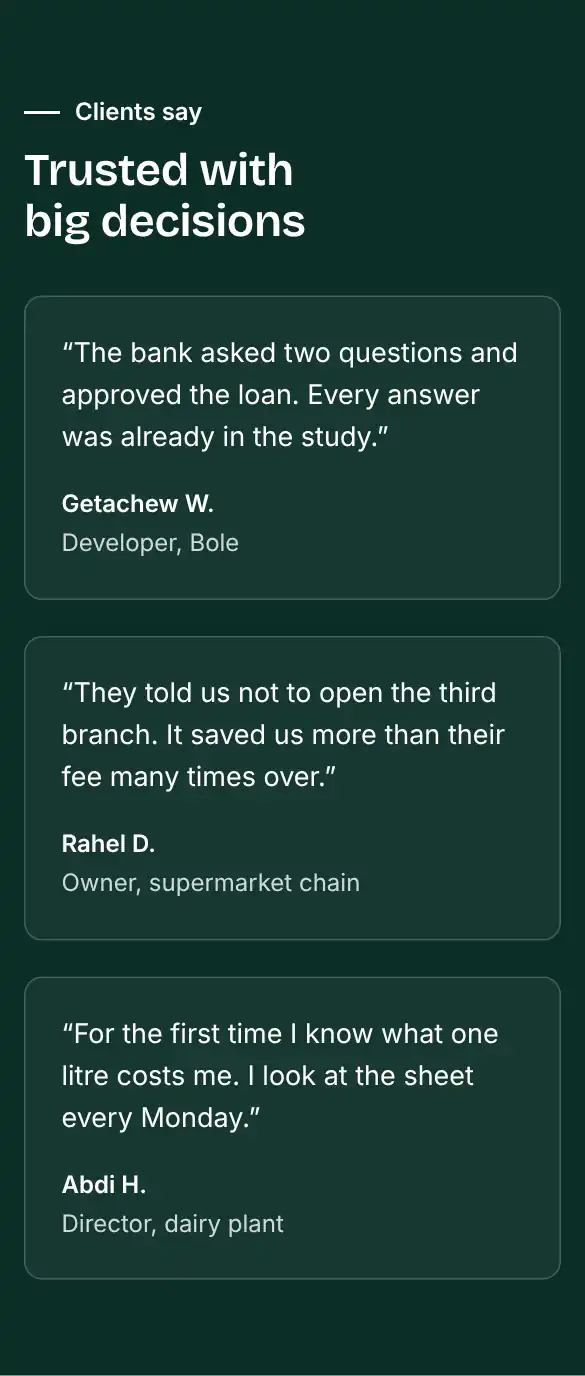 Clients say
Trusted with
big decisions
“The bank asked two questions and
approved the loan. Every answer
was already in the study.”
Getachew W.
Developer, Bole
“They told us not to open the third
branch. It saved us more than their
fee many times over.”
Rahel D.
Owner, supermarket chain
“For the first time I know what one
litre costs me. I look at the sheet
every Monday.”
Abdi H.
Director, dairy plant